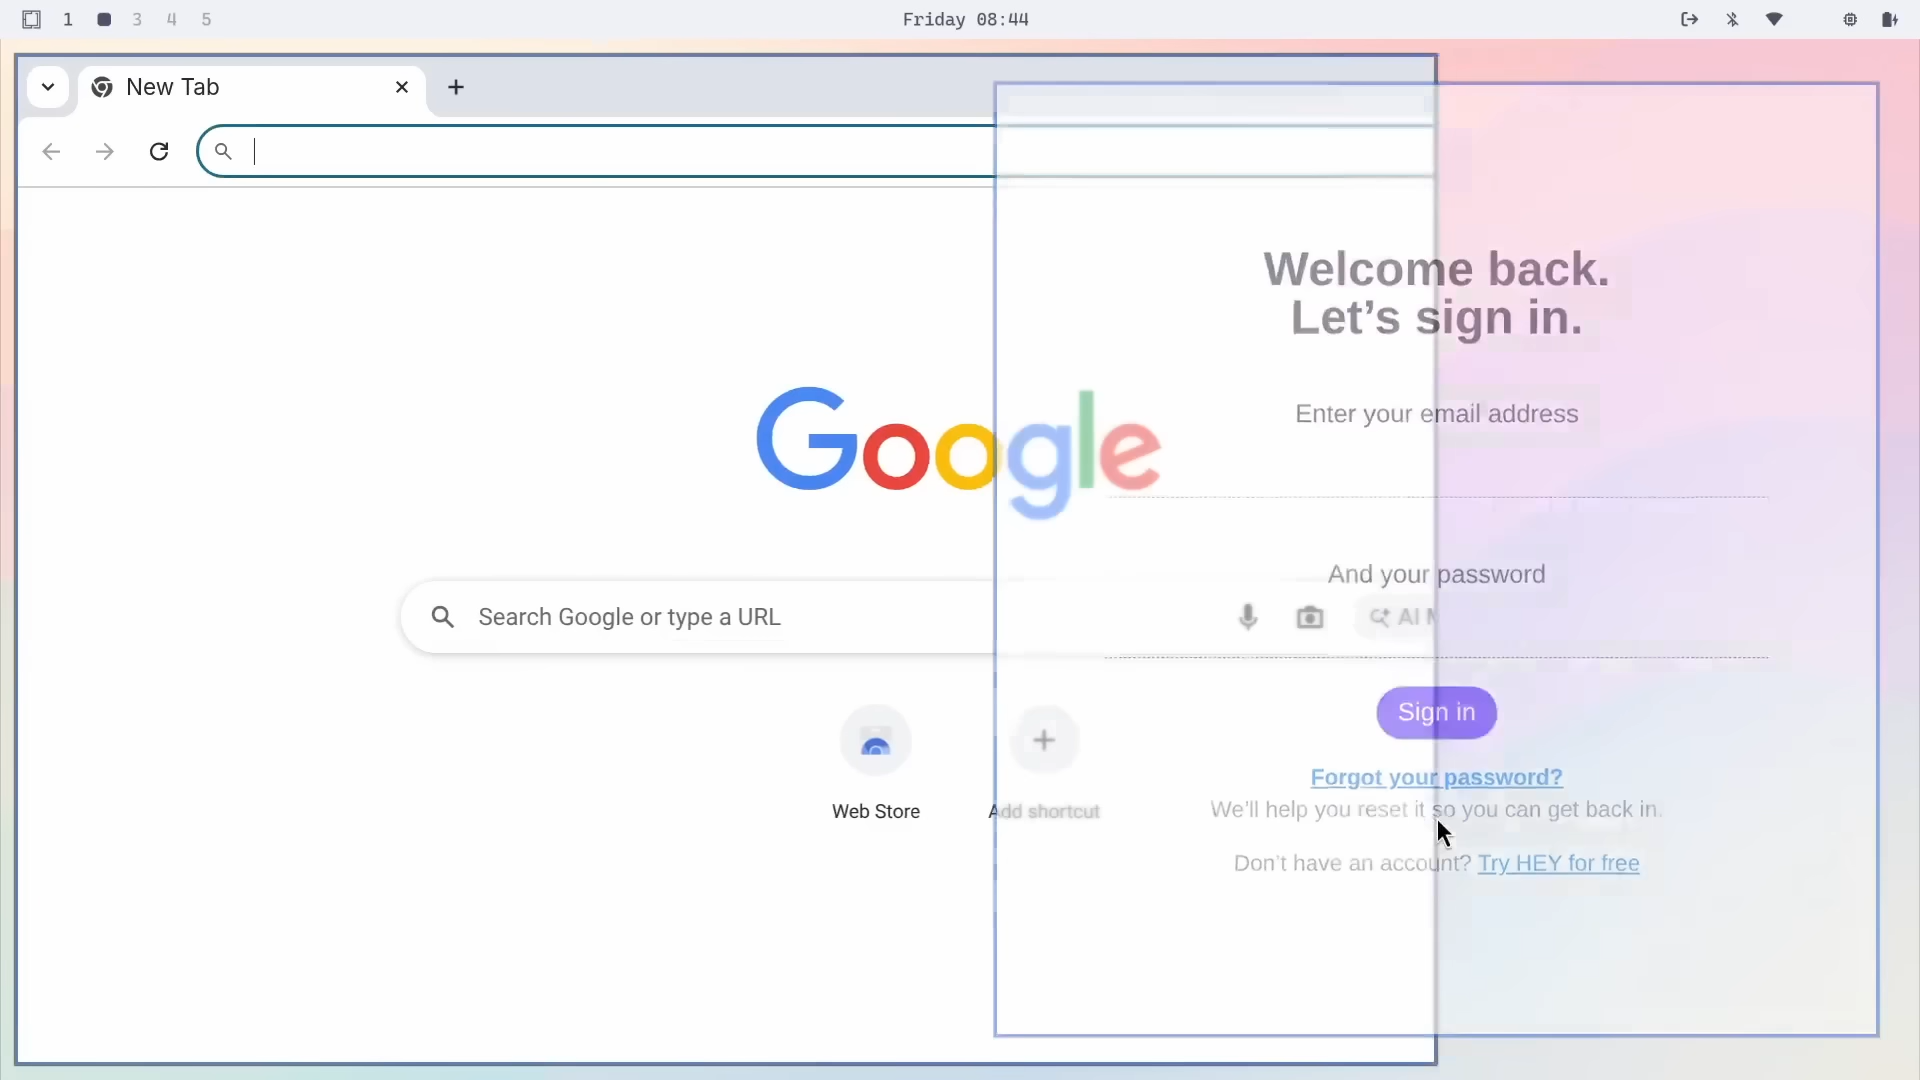 1 3 4 5
Friday 08:44
New Tab
Google
Search Google or type a URL
AI
Web Store
Add shortcut
Welcome back.
Let’s sign in.
Enter your email address
And your password
Sign in
Forgot your password?
We’ll help you reset it so you can get back in.
Don’t have an account? Try HEY for free